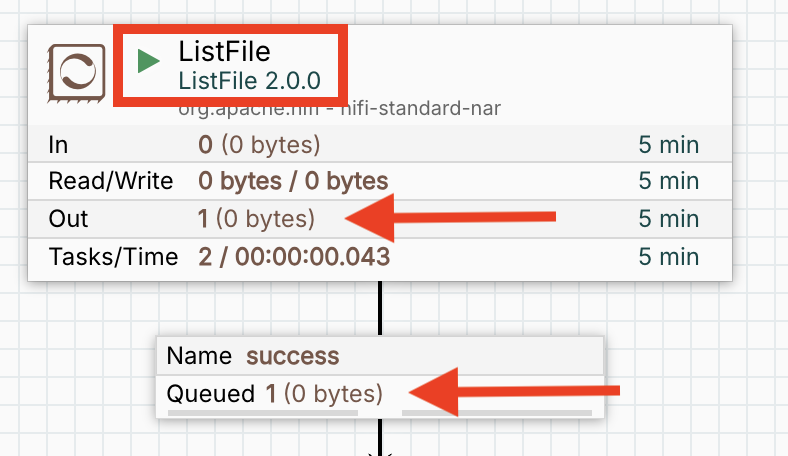 ListFile
ListFile 2.0.0
org.apache.nifi - nifi-standard-nar
In 0 (0 bytes) 5 min
Read/Write 0 bytes / 0 bytes 5 min
Out 1 (0 bytes) 5 min
Tasks/Time 2 / 00:00:00.043 5 min
Name success
Queued 1 (0 bytes)